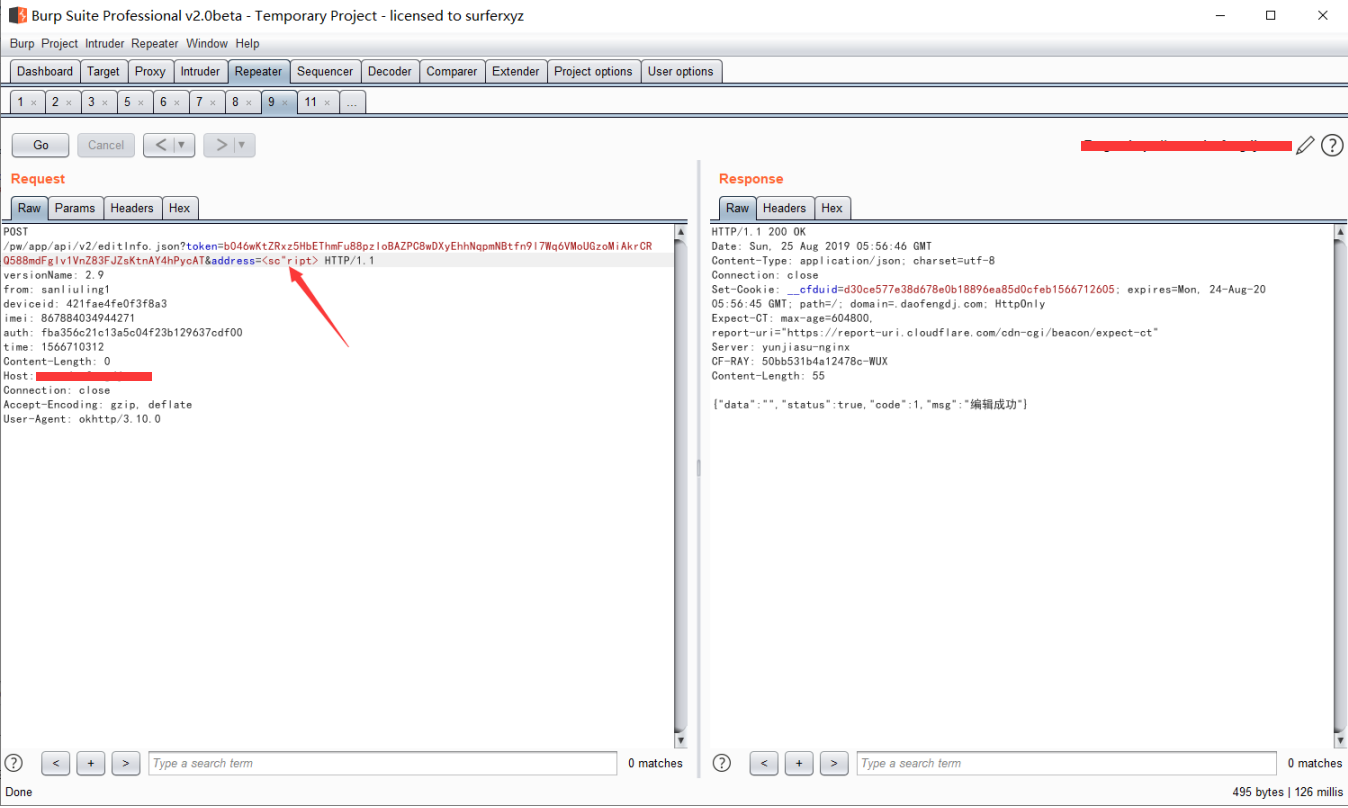 Burp Suite Professional v2.0beta - Temporary Project - licensed to surferxyz
Burp Project Intruder Repeater Window Help
Dashboard Target Proxy Intruder Repeater Sequencer Decoder Comparer Extender Project options User options
1 × 2 × 3 × 5 × 6 × 7 × 8 × 9 × 11 × ...
Go Cancel < ▼ > ▼ ?
Request
Raw Params Headers Hex
POST
/pw/app/api/v2/editInfo.json?token=b046wKtZRxz5HbEThmFu88pzloBAZPC8wDXyEhhNqpmNBtfn9l7Wq6VMoUGzoMiAkrCR
Q588mdFglv1VnZ83FJZsKtnAY4hPycAT&address=<sc"ript> HTTP/1.1
versionName: 2.9
from: sanliuling1
deviceid: 421fae4fe0f3f8a3
imei: 867884034944271
auth: fba356c21c13a5c04f23b129637cdf00
time: 1566710312
Content-Length: 0
Host:
Connection: close
Accept-Encoding: gzip, deflate
User-Agent: okhttp/3.10.0
? < + > Type a search term 0 matches
Response
Raw Headers Hex
HTTP/1.1 200 OK
Date: Sun, 25 Aug 2019 05:56:46 GMT
Content-Type: application/json; charset=utf-8
Connection: close
Set-Cookie: __cfduid=d30ce577e38d678e0b18896ea85d0cfeb1566712605; expires=Mon, 24-Aug-20
05:56:45 GMT; path=/; domain=.daofengdj.com; HttpOnly
Expect-CT: max-age=604800,
report-uri="https://report-uri.cloudflare.com/cdn-cgi/beacon/expect-ct"
Server: yunjiasu-nginx
CF-RAY: 50bb531b4a12478c-WUX
Content-Length: 55
{"data":"","status":true,"code":1,"msg":"编辑成功"}
? < + > Type a search term 0 matches
Done
495 bytes | 126 millis